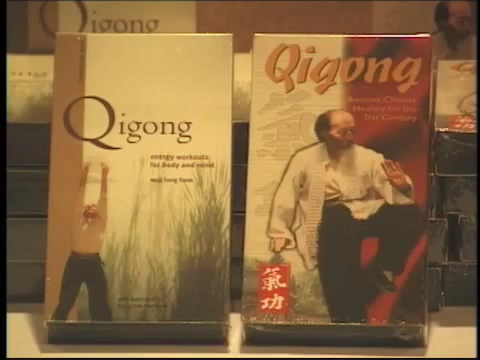 Qigong
Qigong
energy workouts
for body and mind
Qigong
Ancient Chinese
Healing for the
21st Century
氣
功